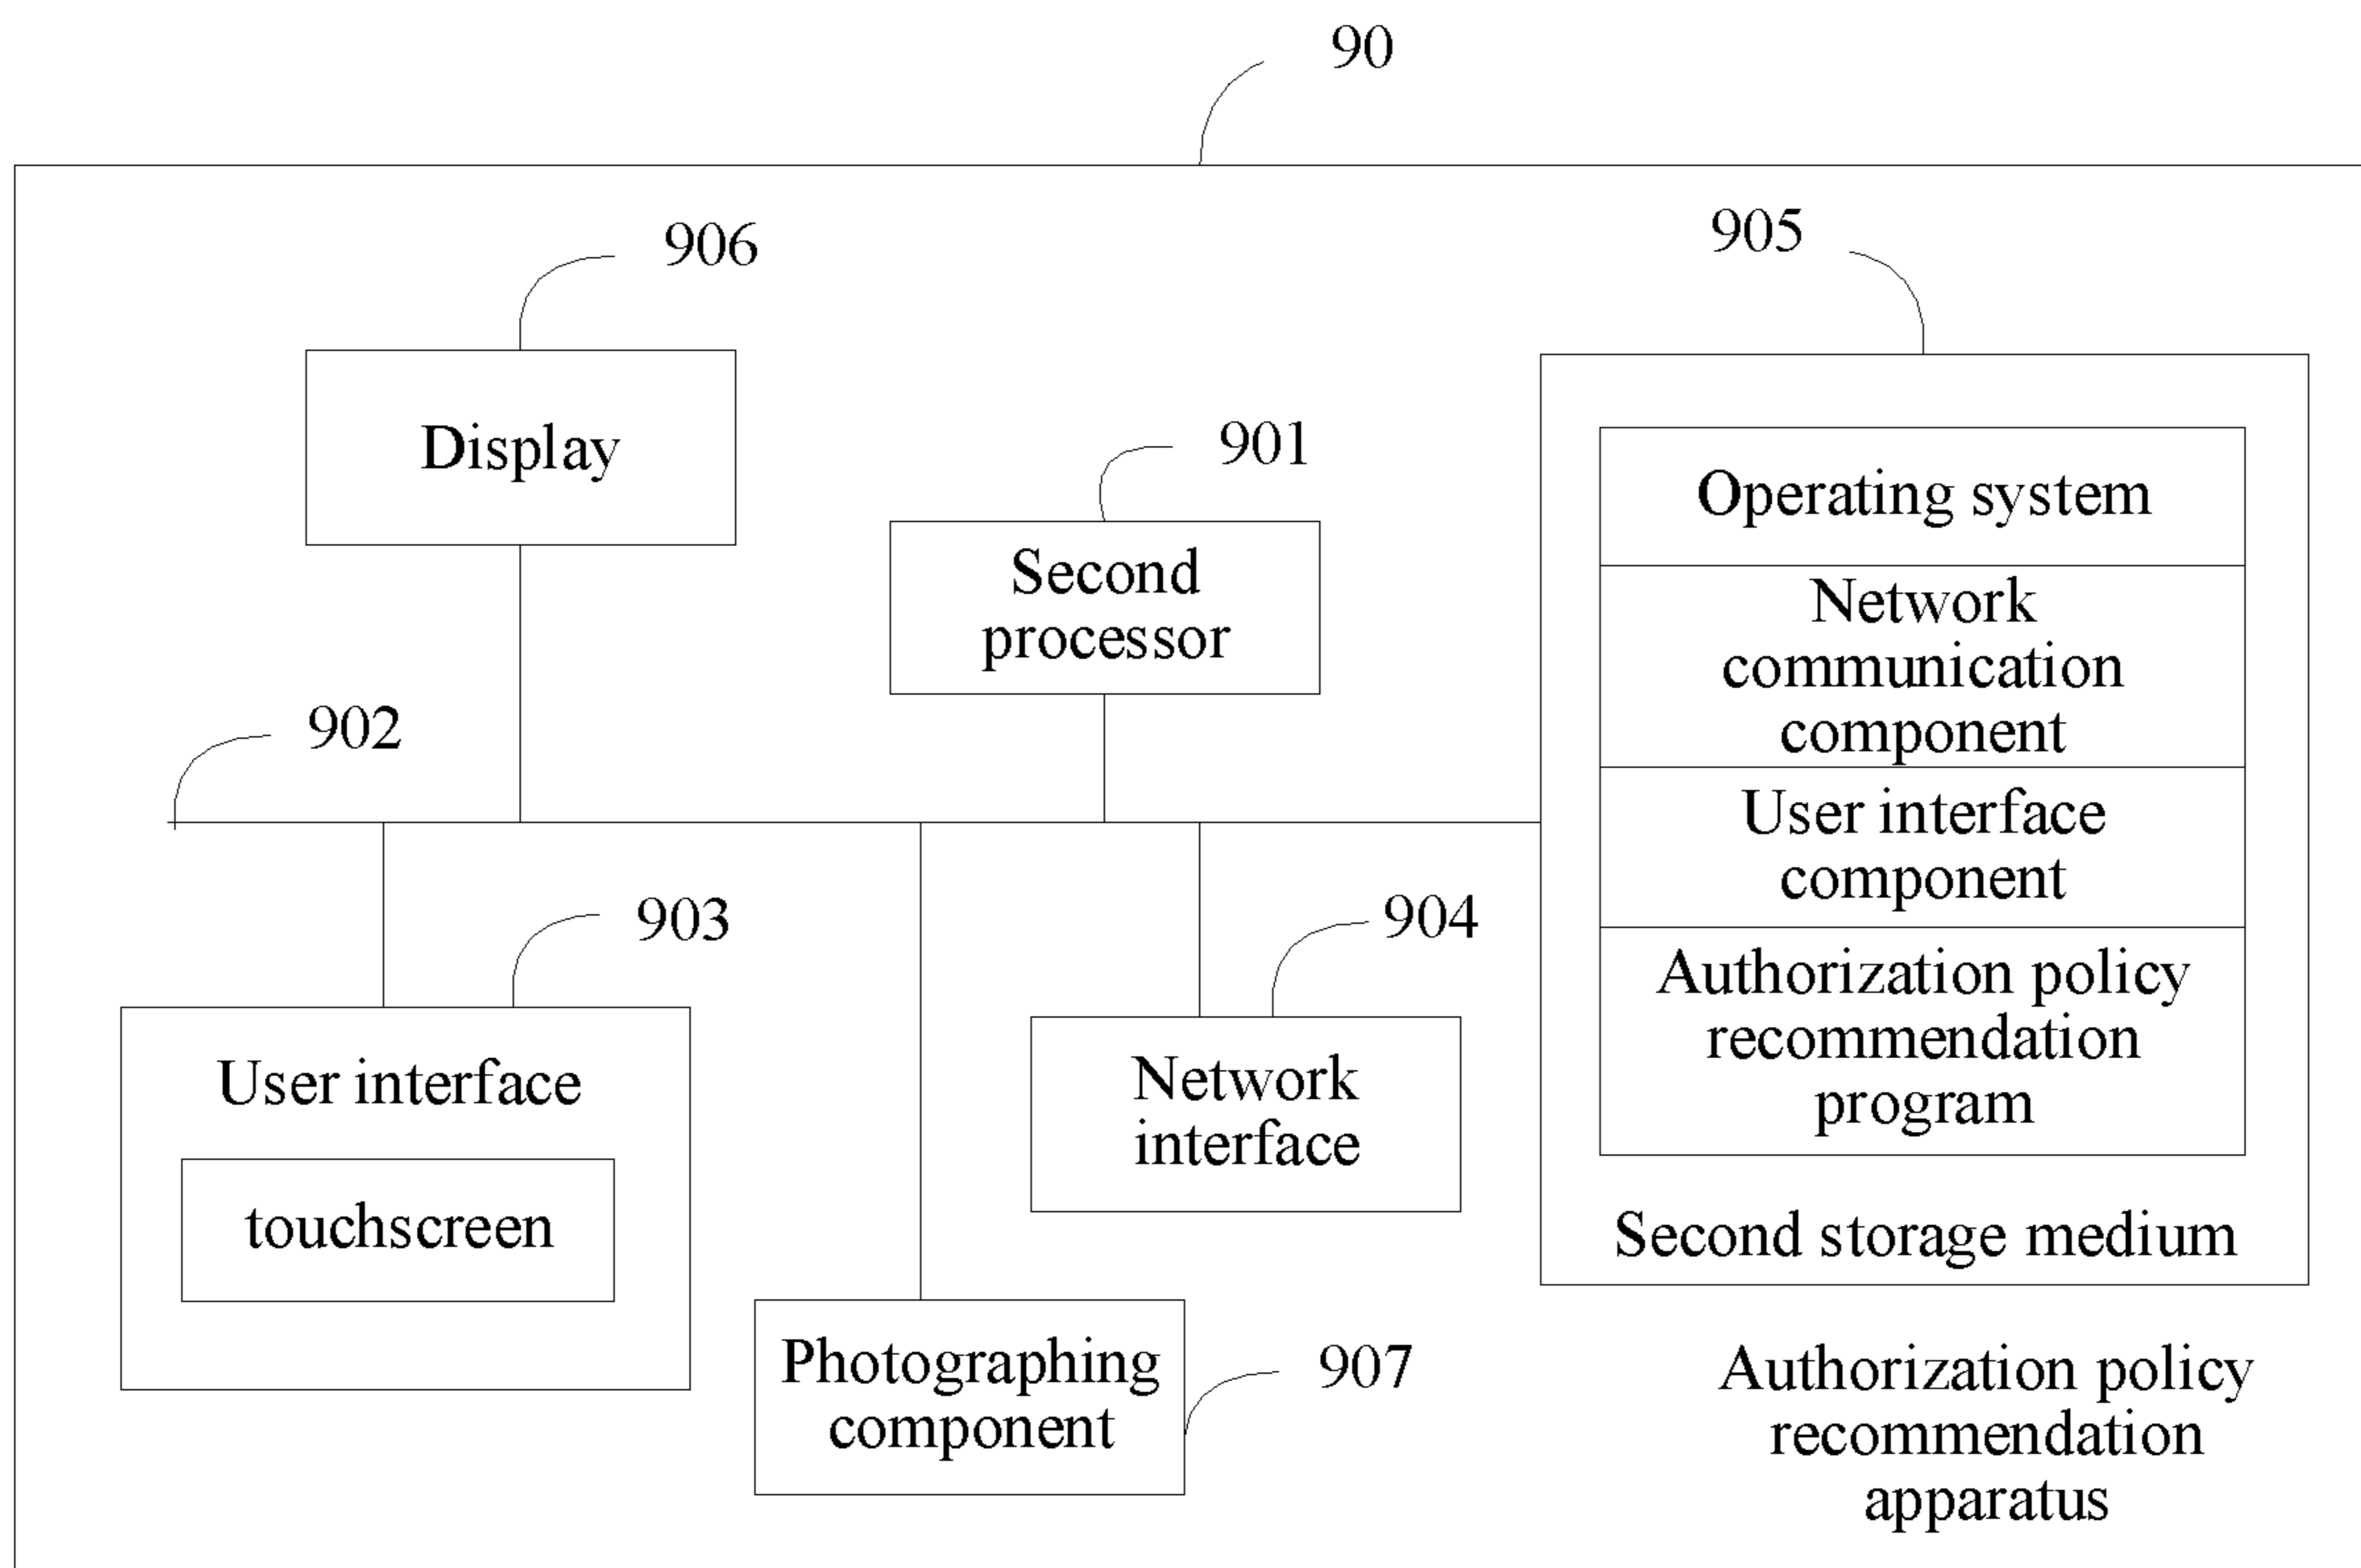 90
906
905
Display
901
Operating system
Second
processor
Network
communication
component
902
User interface
component
903
904
Authorization policy
recommendation
program
User interface
Network
interface
touchscreen
Second storage medium
Photographing
component
907
Authorization policy
recommendation
apparatus